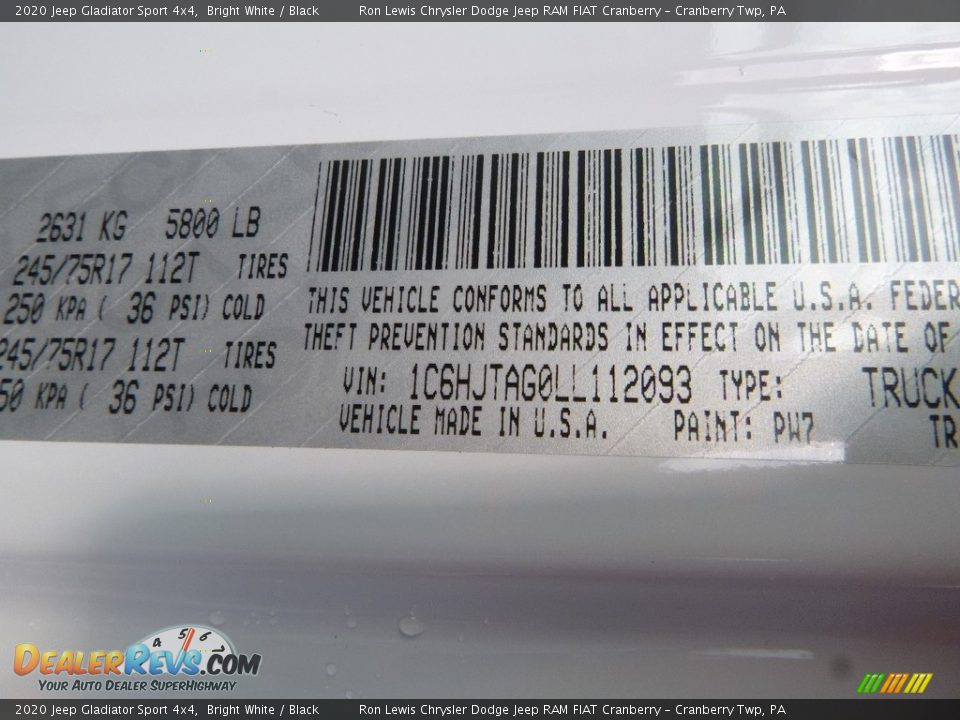 2020 Jeep Gladiator Sport 4x4, Bright White / Black Ron Lewis Chrysler Dodge Jeep RAM FIAT Cranberry - Cranberry Twp, PA
2631 KG 5800 LB
245/75R17 112T TIRES
250 KPA ( 36 PSI) COLD
245/75R17 112T TIRES
50 KPA ( 36 PSI) COLD
THIS VEHICLE CONFORMS TO ALL APPLICABLE U.S.A. FEDER
THEFT PREVENTION STANDARDS IN EFFECT ON THE DATE OF
VIN: 1C6HJTAG0LL112093 TYPE: TRUCK
VEHICLE MADE IN U.S.A. PAINT: PW7 TR
4 5 6 7
DEALERREVS.COM
YOUR AUTO DEALER SUPERHIGHWAY
2020 Jeep Gladiator Sport 4x4, Bright White / Black Ron Lewis Chrysler Dodge Jeep RAM FIAT Cranberry - Cranberry Twp, PA